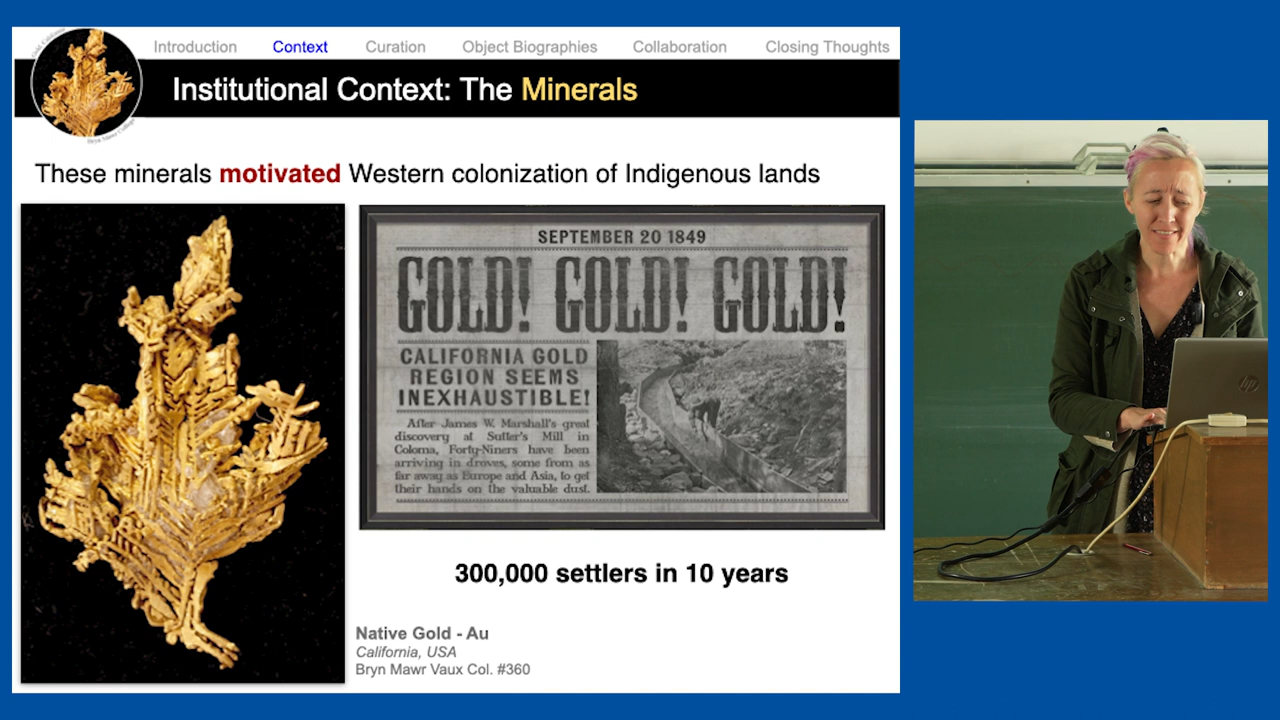 Introduction Context Curation Object Biographies Collaboration Closing Thoughts
Institutional Context: The Minerals
These minerals motivated Western colonization of Indigenous lands
SEPTEMBER 20 1849
GOLD! GOLD! GOLD!
CALIFORNIA GOLD
REGION SEEMS
INEXHAUSTIBLE!
After James W. Marshall's great
discovery at Sutter's Mill in
Coloma, Forty-Niners have been
arriving in droves, some from as
far away as Europe and Asia, to get
their hands on the valuable dust.
300,000 settlers in 10 years
Native Gold - Au
California, USA
Bryn Mawr Vaux Col. #360
hp